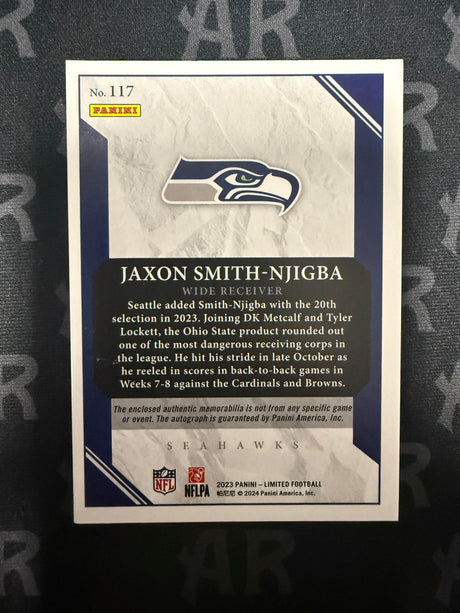 AR
No. 117
PANINI
JAXON SMITH-NJIGBA
WIDE RECEIVER
Seattle added Smith-Njigba with the 20th
selection in 2023. Joining DK Metcalf and Tyler
Lockett, the Ohio State product rounded out
one of the most dangerous receiving corps in
the league. He hit his stride in late October as
he reeled in scores in back-to-back games in
Weeks 7-8 against the Cardinals and Browns.
The enclosed authentic memorabilia is not from any specific game
or event. The autograph is guaranteed by Panini America, Inc.
SEAHAWKS
NFL
NFLPA
2023 PANINI – LIMITED FOOTBALL
帕尼尼 © 2024 Panini America, Inc.